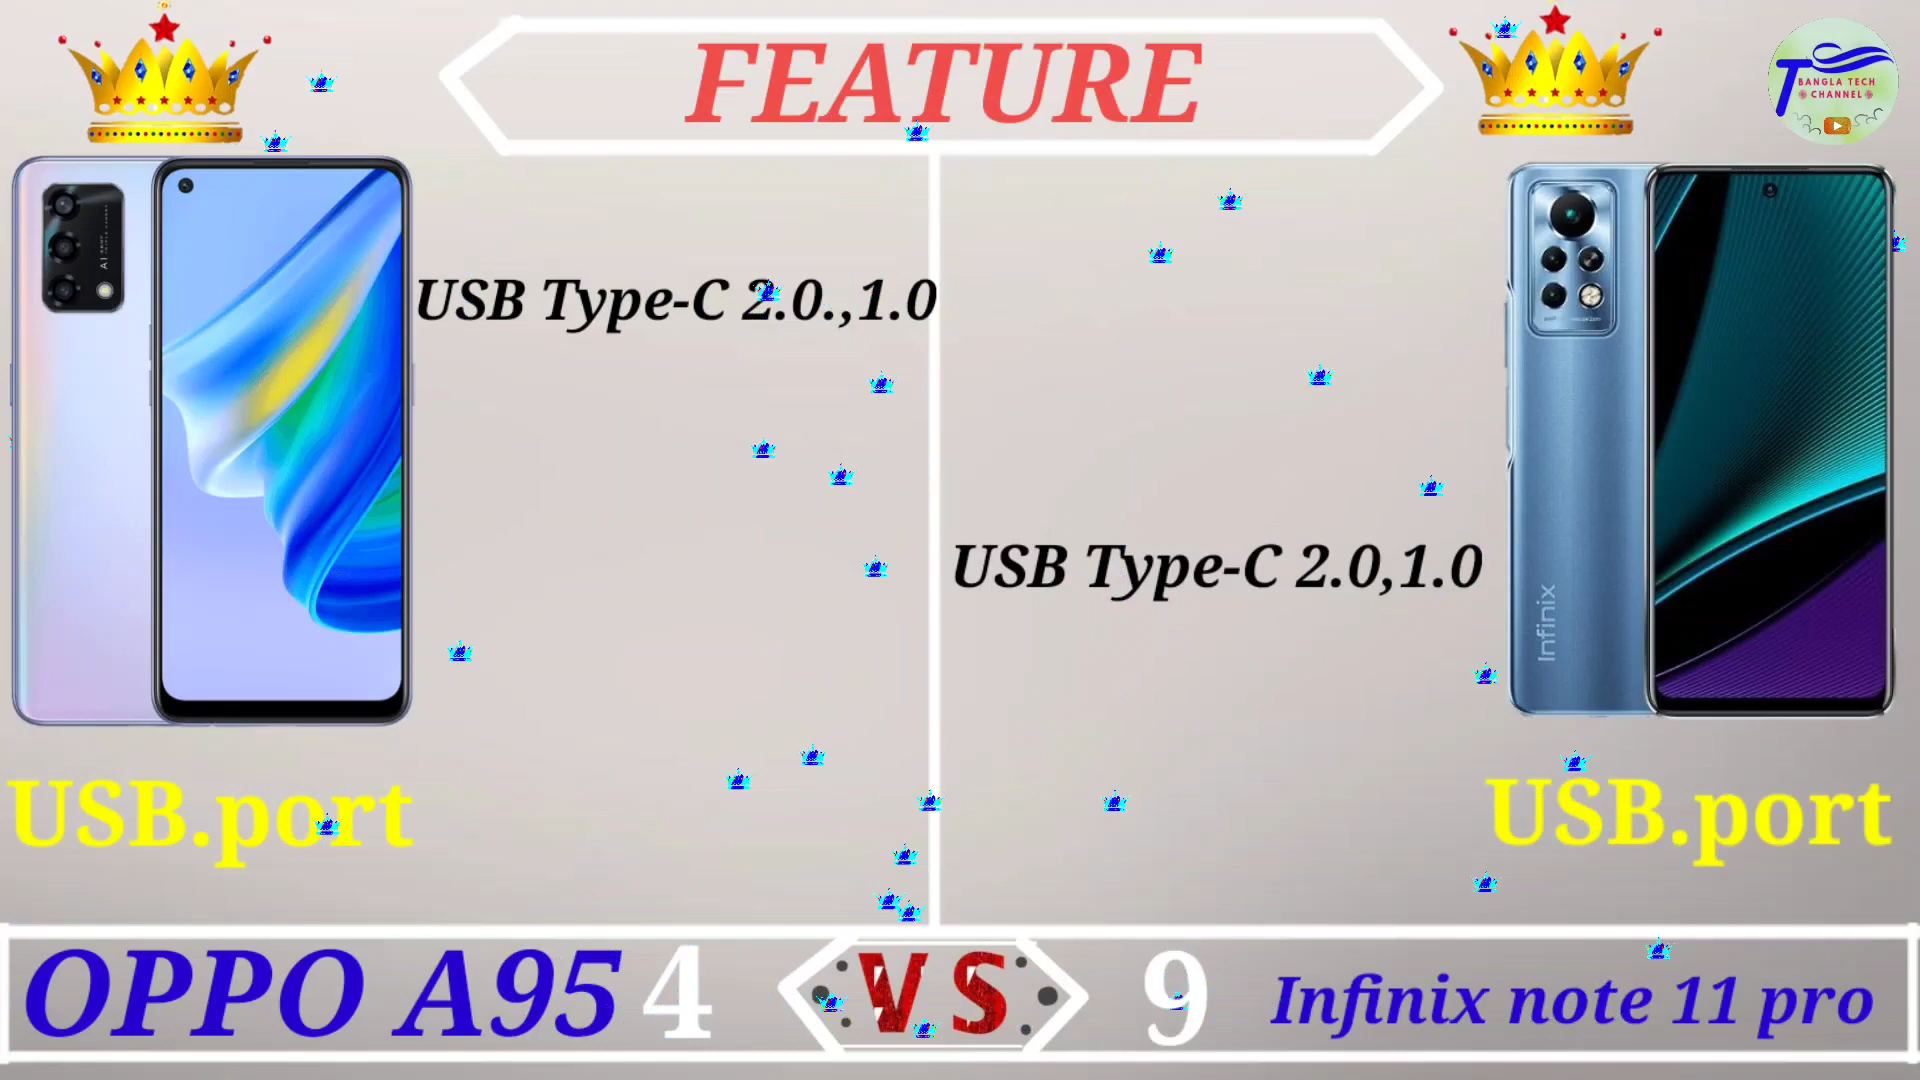 FEATURE
BANGLA TECH
CHANNEL
USB Type-C 2.0.,1.0
USB Type-C 2.0,1.0
Infinix
USB.port
USB.port
OPPO A95 4 VS 9 Infinix note 11 pro